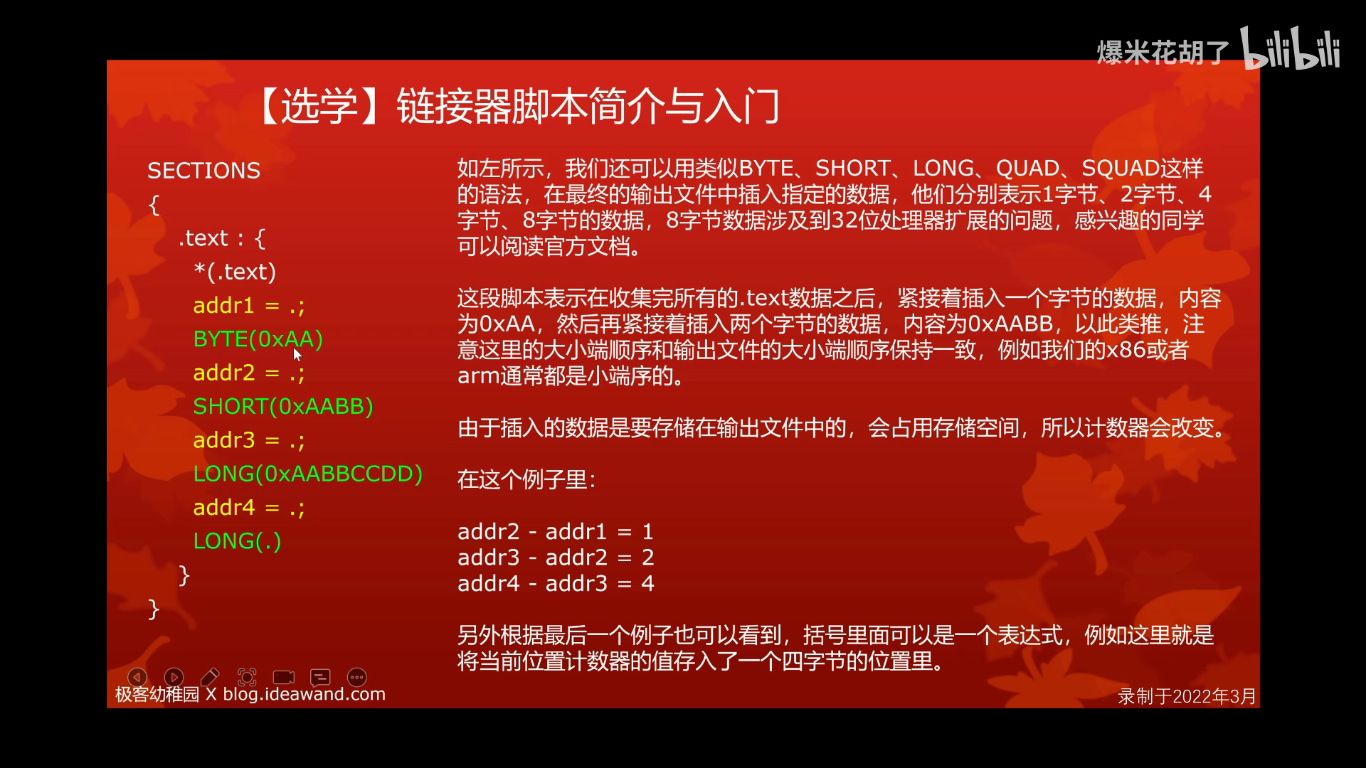 爆米花胡了 bilibili
【选学】链接器脚本简介与入门
SECTIONS
{
.text : {
*(.text)
addr1 = .;
BYTE(0xAA)
addr2 = .;
SHORT(0xAABB)
addr3 = .;
LONG(0xAABBCCDD)
addr4 = .;
LONG(.)
}
}
如左所示，我们还可以用类似BYTE、SHORT、LONG、QUAD、SQUAD这样
的语法，在最终的输出文件中插入指定的数据，他们分别表示1字节、2字节、4
字节、8字节的数据，8字节数据涉及到32位处理器扩展的问题，感兴趣的同学
可以阅读官方文档。
这段脚本表示在收集完所有的.text数据之后，紧接着插入一个字节的数据，内容
为0xAA，然后再紧接着插入两个字节的数据，内容为0xAABB，以此类推，注
意这里的大小端顺序和输出文件的大小端顺序保持一致，例如我们的x86或者
arm通常都是小端序的。
由于插入的数据是要存储在输出文件中的，会占用存储空间，所以计数器会改变。
在这个例子里：
addr2 - addr1 = 1
addr3 - addr2 = 2
addr4 - addr3 = 4
另外根据最后一个例子也可以看到，括号里面可以是一个表达式，例如这里就是
将当前位置计数器的值存入了一个四字节的位置里。
极客幼稚园 X blog.ideawand.com
录制于2022年3月